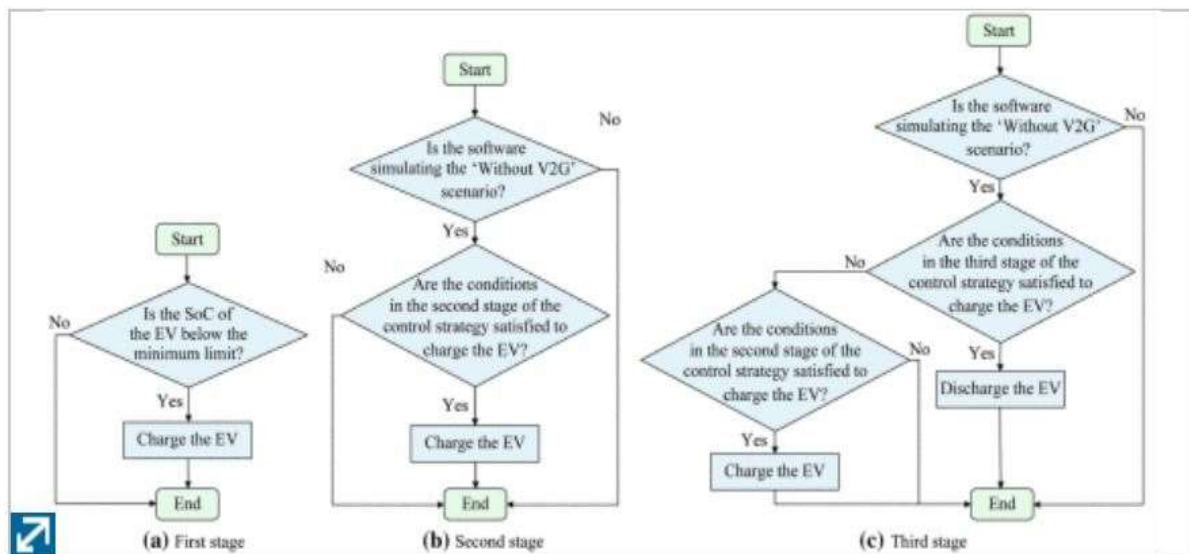 Start
Is the SoC of
the EV below the
minimum limit?
No
Yes
Charge the EV
End
(a) First stage
Start
Is the software
simulating the ‘Without V2G’
scenario?
No
Yes
Are the conditions
in the second stage of the
control strategy satisfied to
charge the EV?
No
Yes
Charge the EV
End
(b) Second stage
Start
Is the software
simulating the ‘Without V2G’
scenario?
No
Yes
Are the conditions
in the third stage of the
control strategy satisfied to
charge the EV?
No
Yes
Discharge the EV
Are the conditions
in the second stage of the
control strategy satisfied to
charge the EV?
No
Yes
Charge the EV
End
(c) Third stage